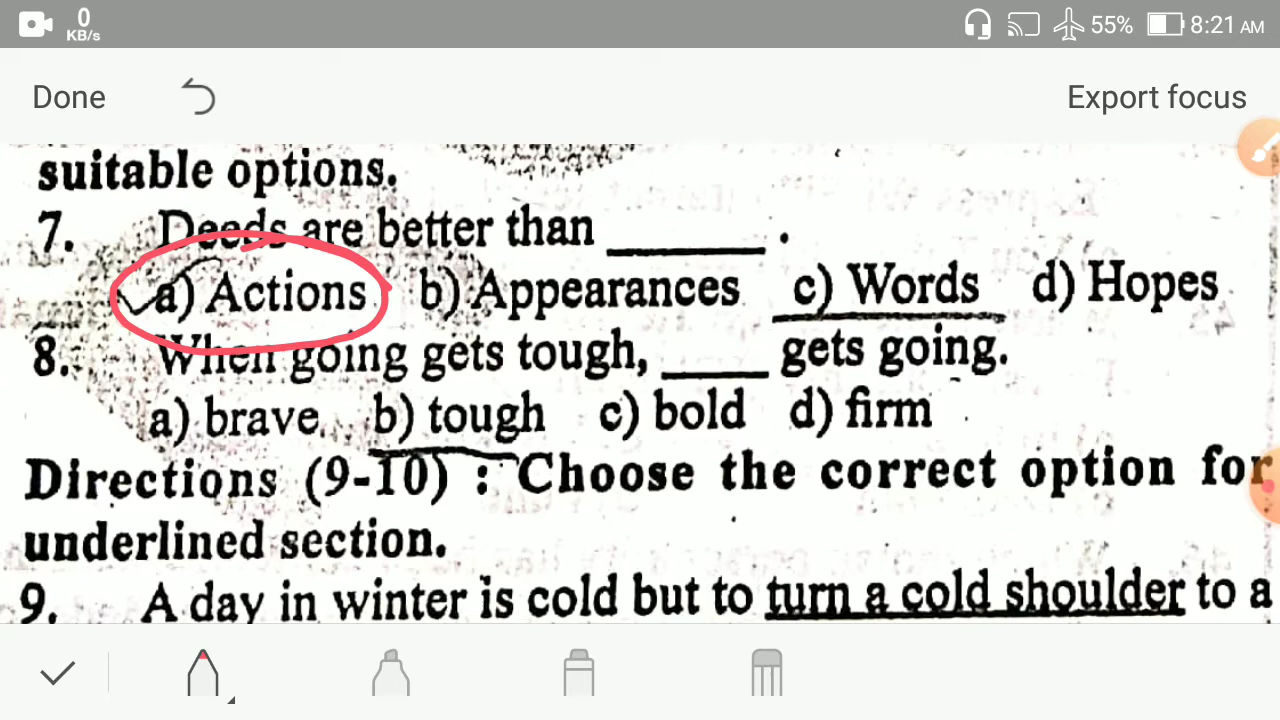 0
KB/s
55% 8:21 AM
Done
Export focus
suitable options.
7. Deeds are better than ______ .
a) Actions b) Appearances c) Words d) Hopes
8. When going gets tough, ____ gets going.
a) brave b) tough c) bold d) firm
Directions (9-10) : Choose the correct option for
underlined section.
9. A day in winter is cold but to turn a cold shoulder to a